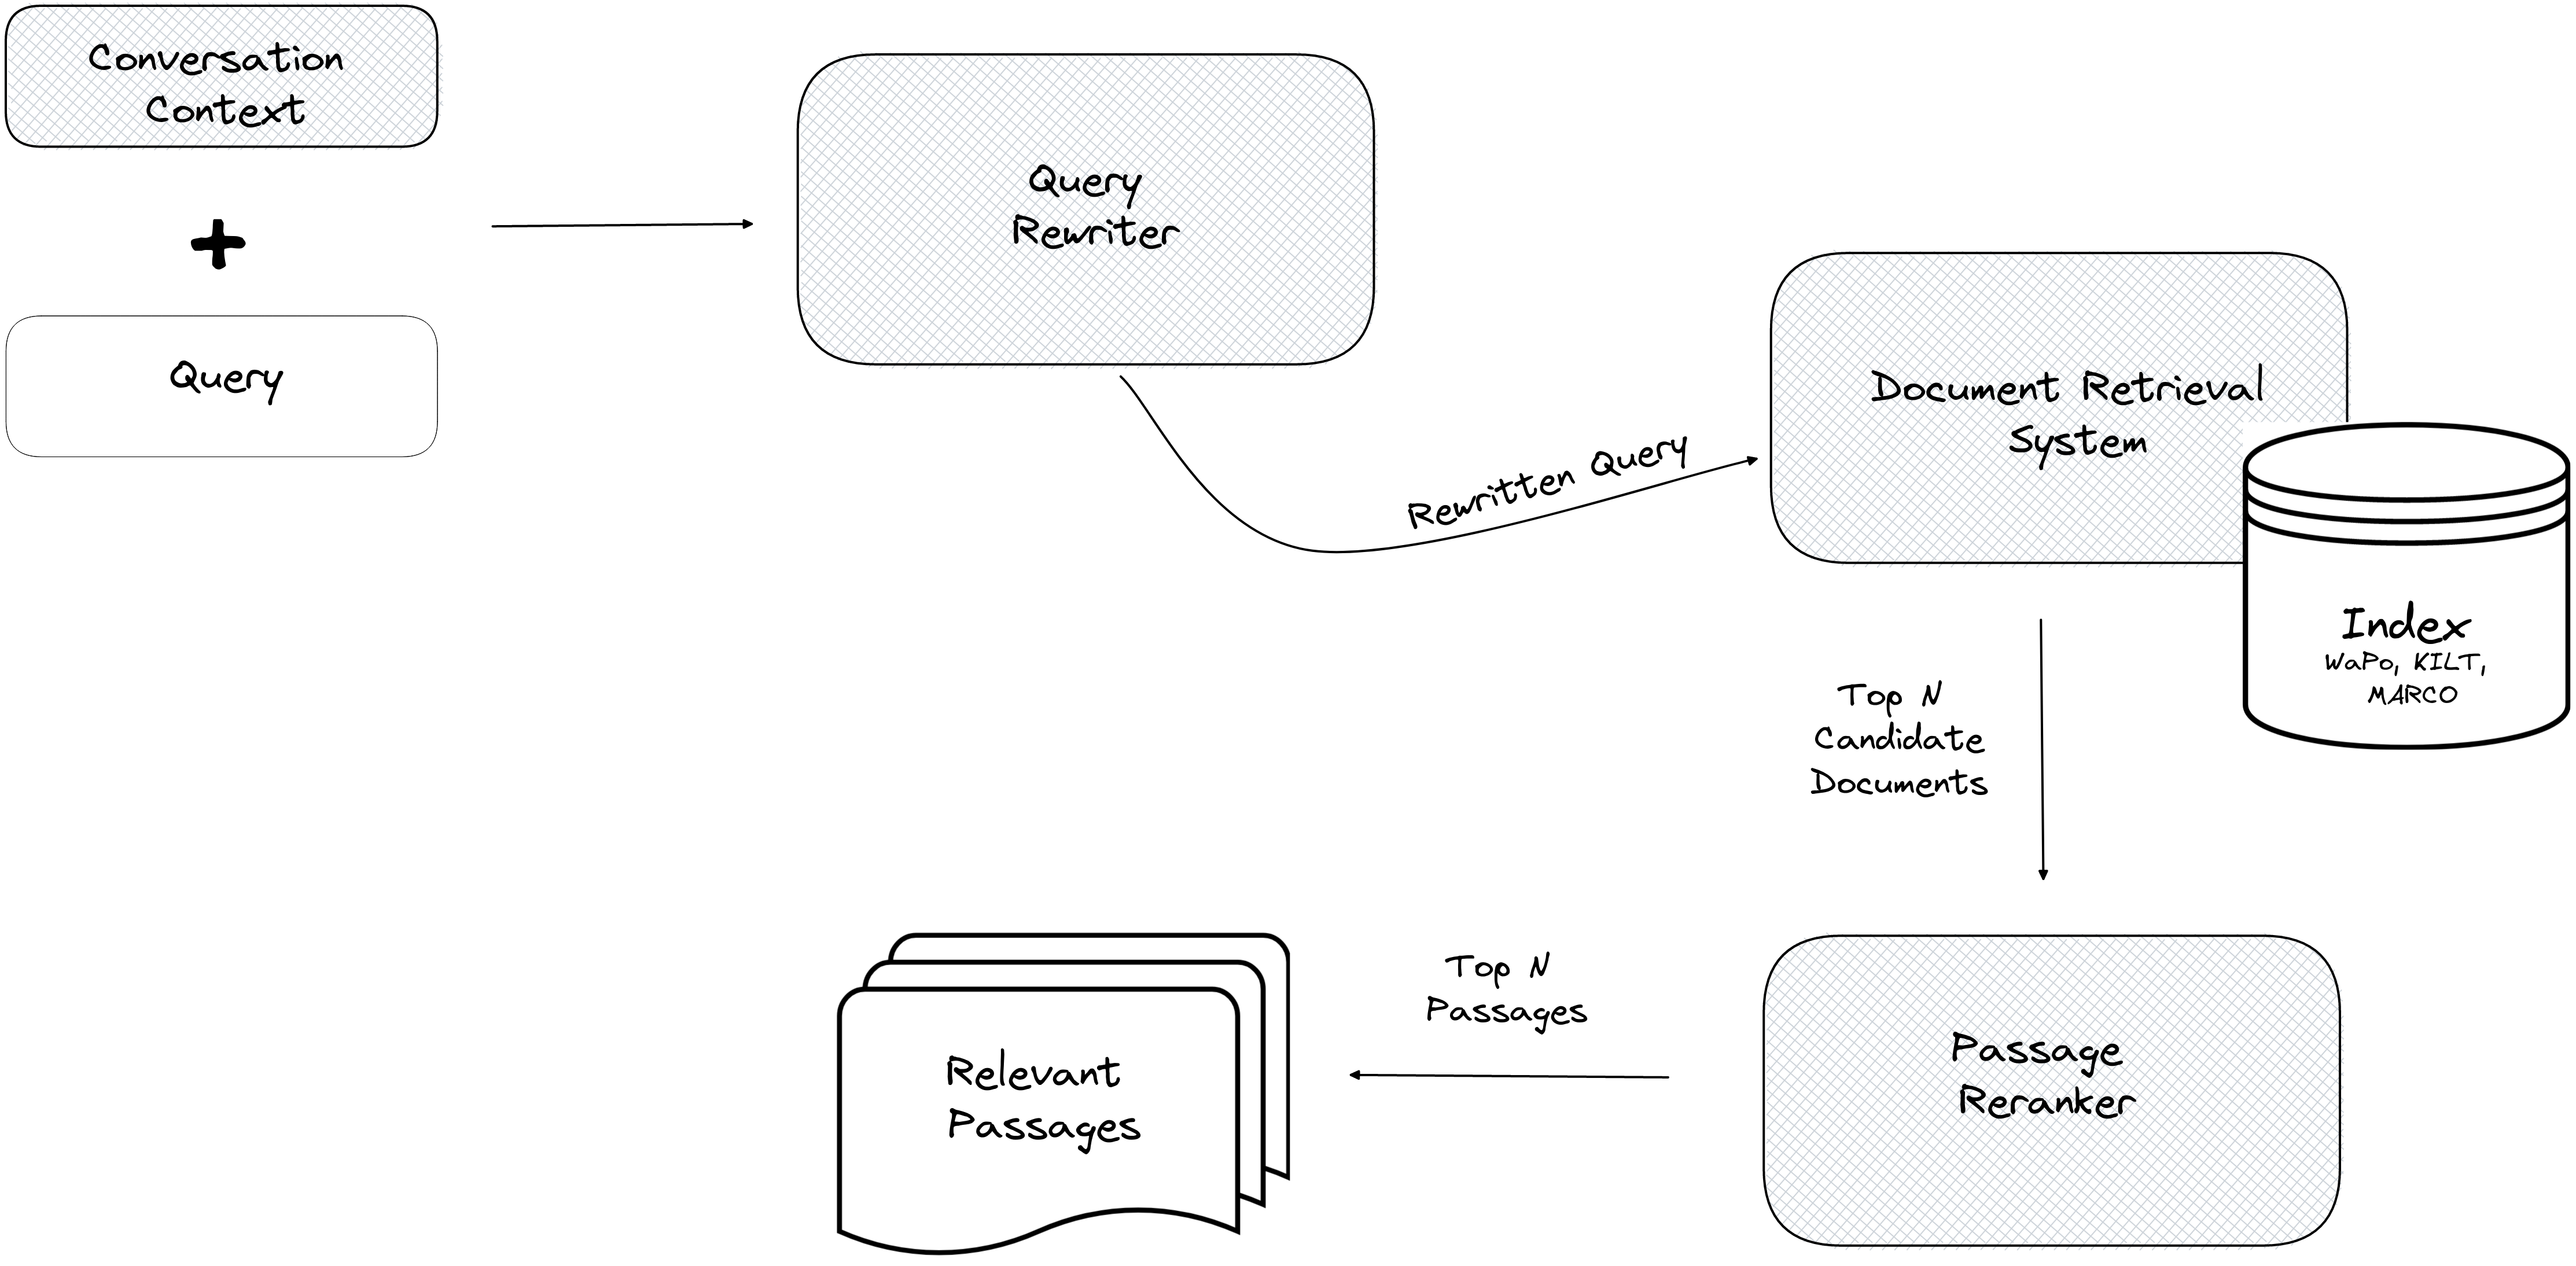 Conversation
Context
Query
Query
Rewriter
Rewritten Query
Document Retrieval
System
Index
WaPo, KILT,
MARCO
Top N
Candidate
Documents
Passage
Reranker
Top N
Passages
Relevant
Passages